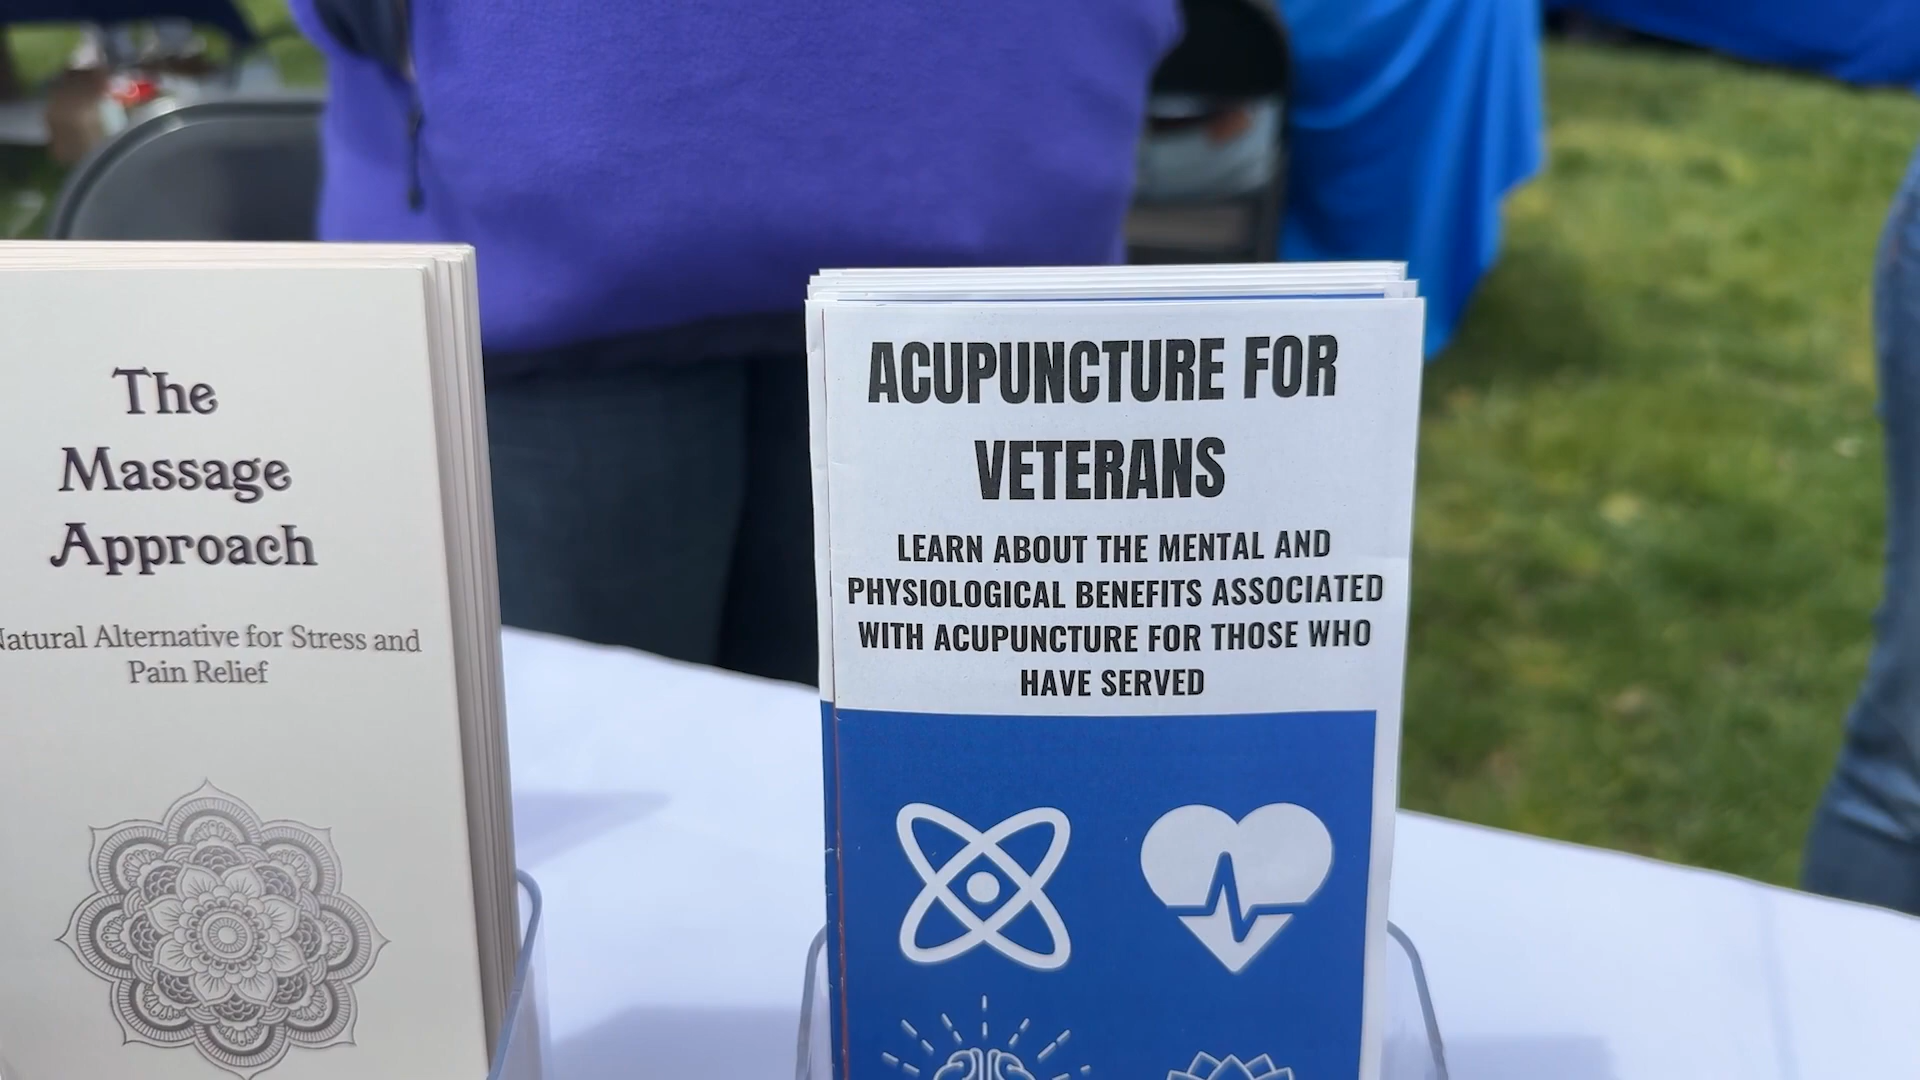 The
Massage
Approach
Natural Alternative for Stress and
Pain Relief
ACUPUNCTURE FOR
VETERANS
LEARN ABOUT THE MENTAL AND
PHYSIOLOGICAL BENEFITS ASSOCIATED
WITH ACUPUNCTURE FOR THOSE WHO
HAVE SERVED